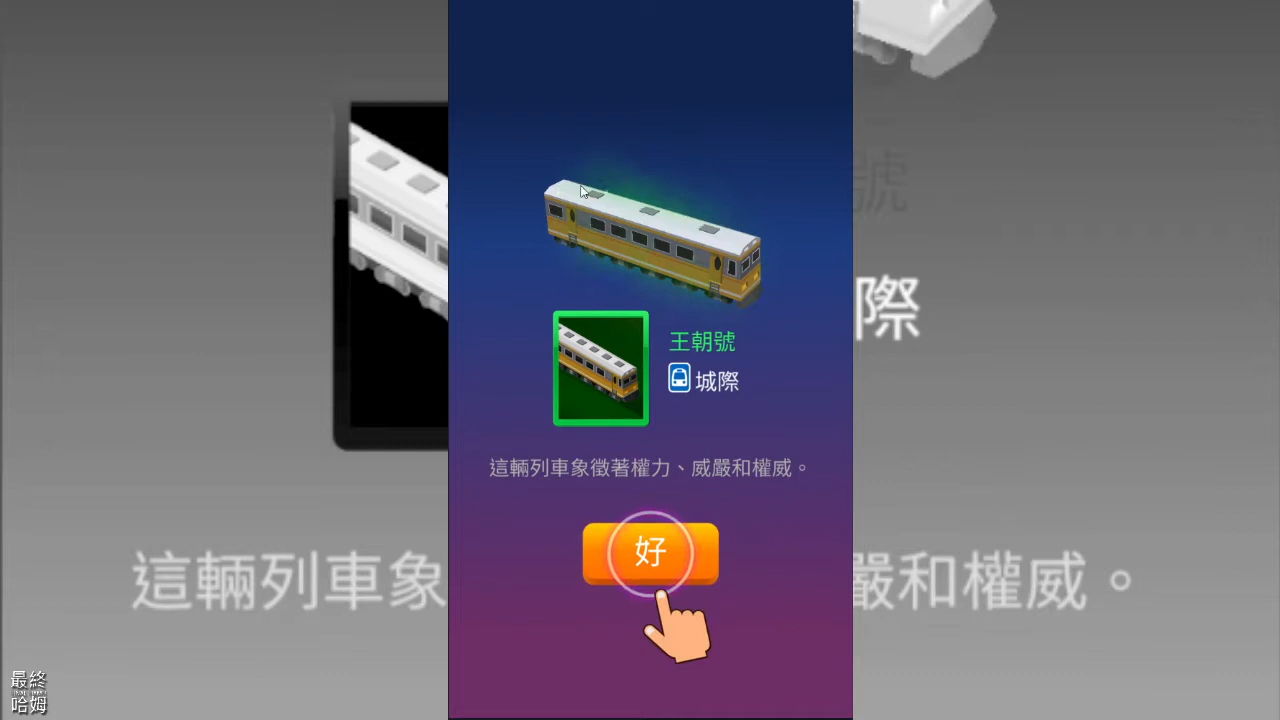 王朝號
城際
這輛列車象徵著權力、威嚴和權威。
好
號
際
這輛列車象
嚴和權威。
最終
哈姆